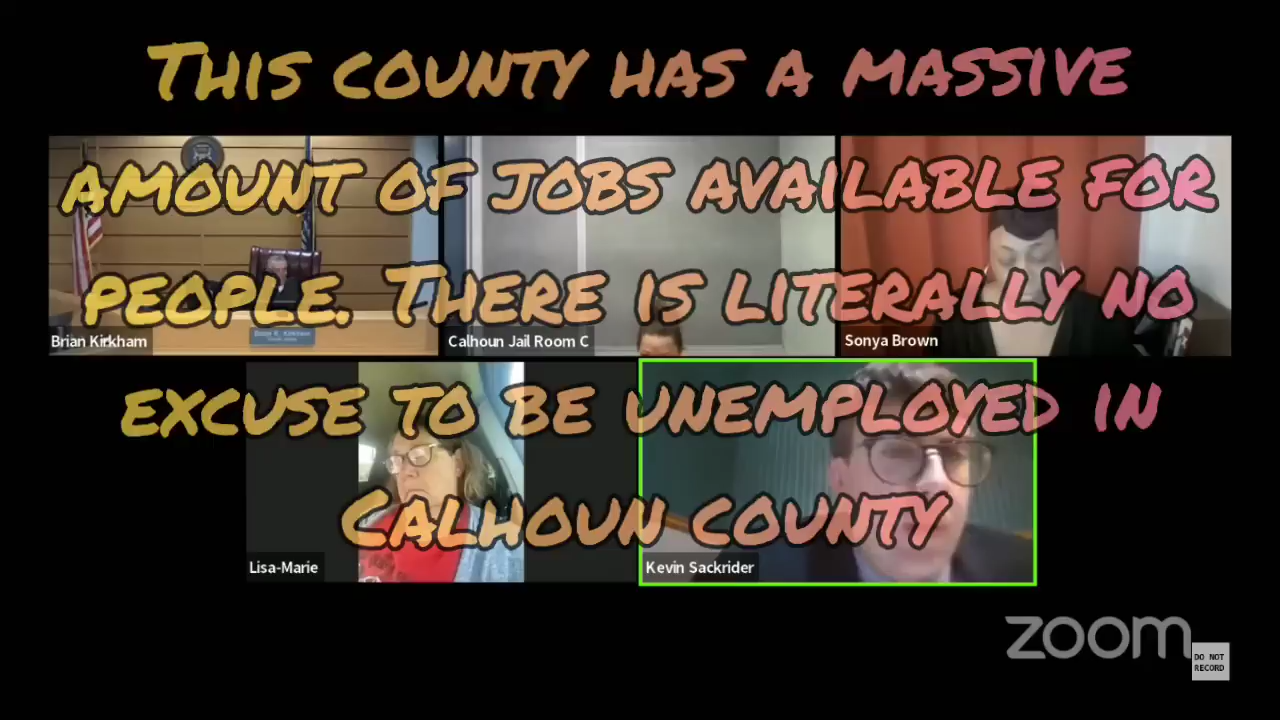 This county has a massive
amount of jobs available for
people. There is literally no
excuse to be unemployed in
Calhoun county
Brian Kirkham
Calhoun Jail Room C
Sonya Brown
Lisa-Marie
Kevin Sackrider
zoom
DO NOT
RECORD